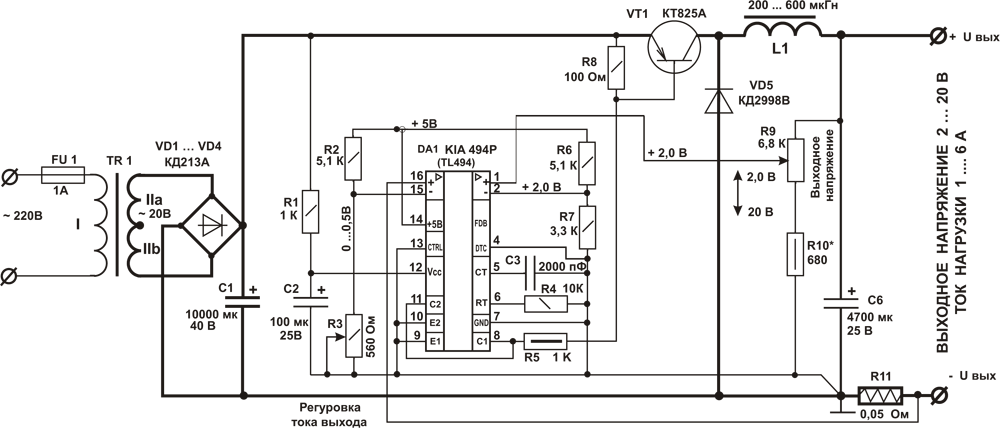 200 ... 600 мкГн
L1
VT1
КТ825А
+ U вых
R8
100 Ом
VD5
КД2998В
+ 5В
R2
5,1 К
DA1 KIA 494P
(TL494)
R6
5,1 К
R9
6,8 К
+ 2,0 В
2,0 В
20 В
Выходное
напряжение
FU 1
1А
TR 1
VD1 ... VD4
КД213А
~ 220В
I
IIa
~ 20В
IIb
R1
1 К
0 ...0,5В
16
15
14
13
12
11
10
9
+
-
+5В
CTRL
Vcc
C2
E2
E1
+
-
FDB
DTC
CT
RT
GND
C1
1
2
4
5
6
7
8
+ 2,0 В
R7
3,3 К
C3
2000 пФ
R4
10К
R5
1 K
R10*
680
C1
+
10000 мк
40 В
C2
+
100 мк
25В
R3
560 Ом
+
C6
4700 мк
25 В
R11
0,05 Ом
- U вых
Регуровка
тока выхода
ВЫХОДНОЕ НАПРЯЖЕНИЕ 2 ... 20 В
ТОК НАГРУЗКИ 1 .... 6 А